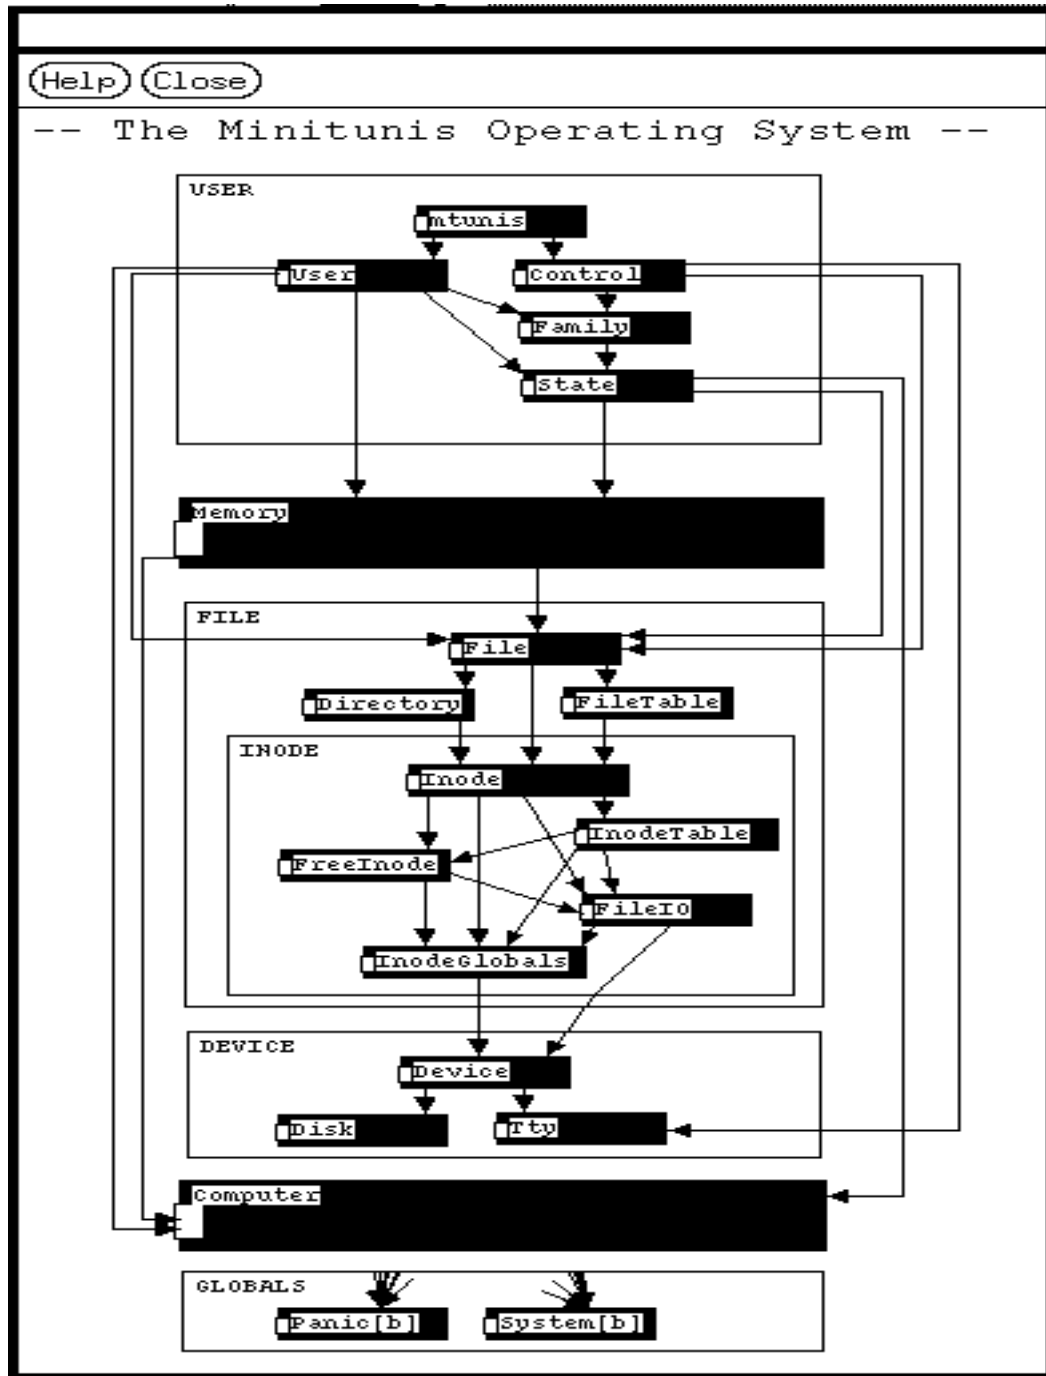 Help Close
-- The Minitunis Operating System --
USER
mtunis
User Control
Family
State
Memory
FILE
File
Directory FileTable
INODE
Inode
InodeTable
FreeInode
FileIO
InodeGlobals
DEVICE
Device
Disk Tty
Computer
GLOBALS
Panic[b] System[b]